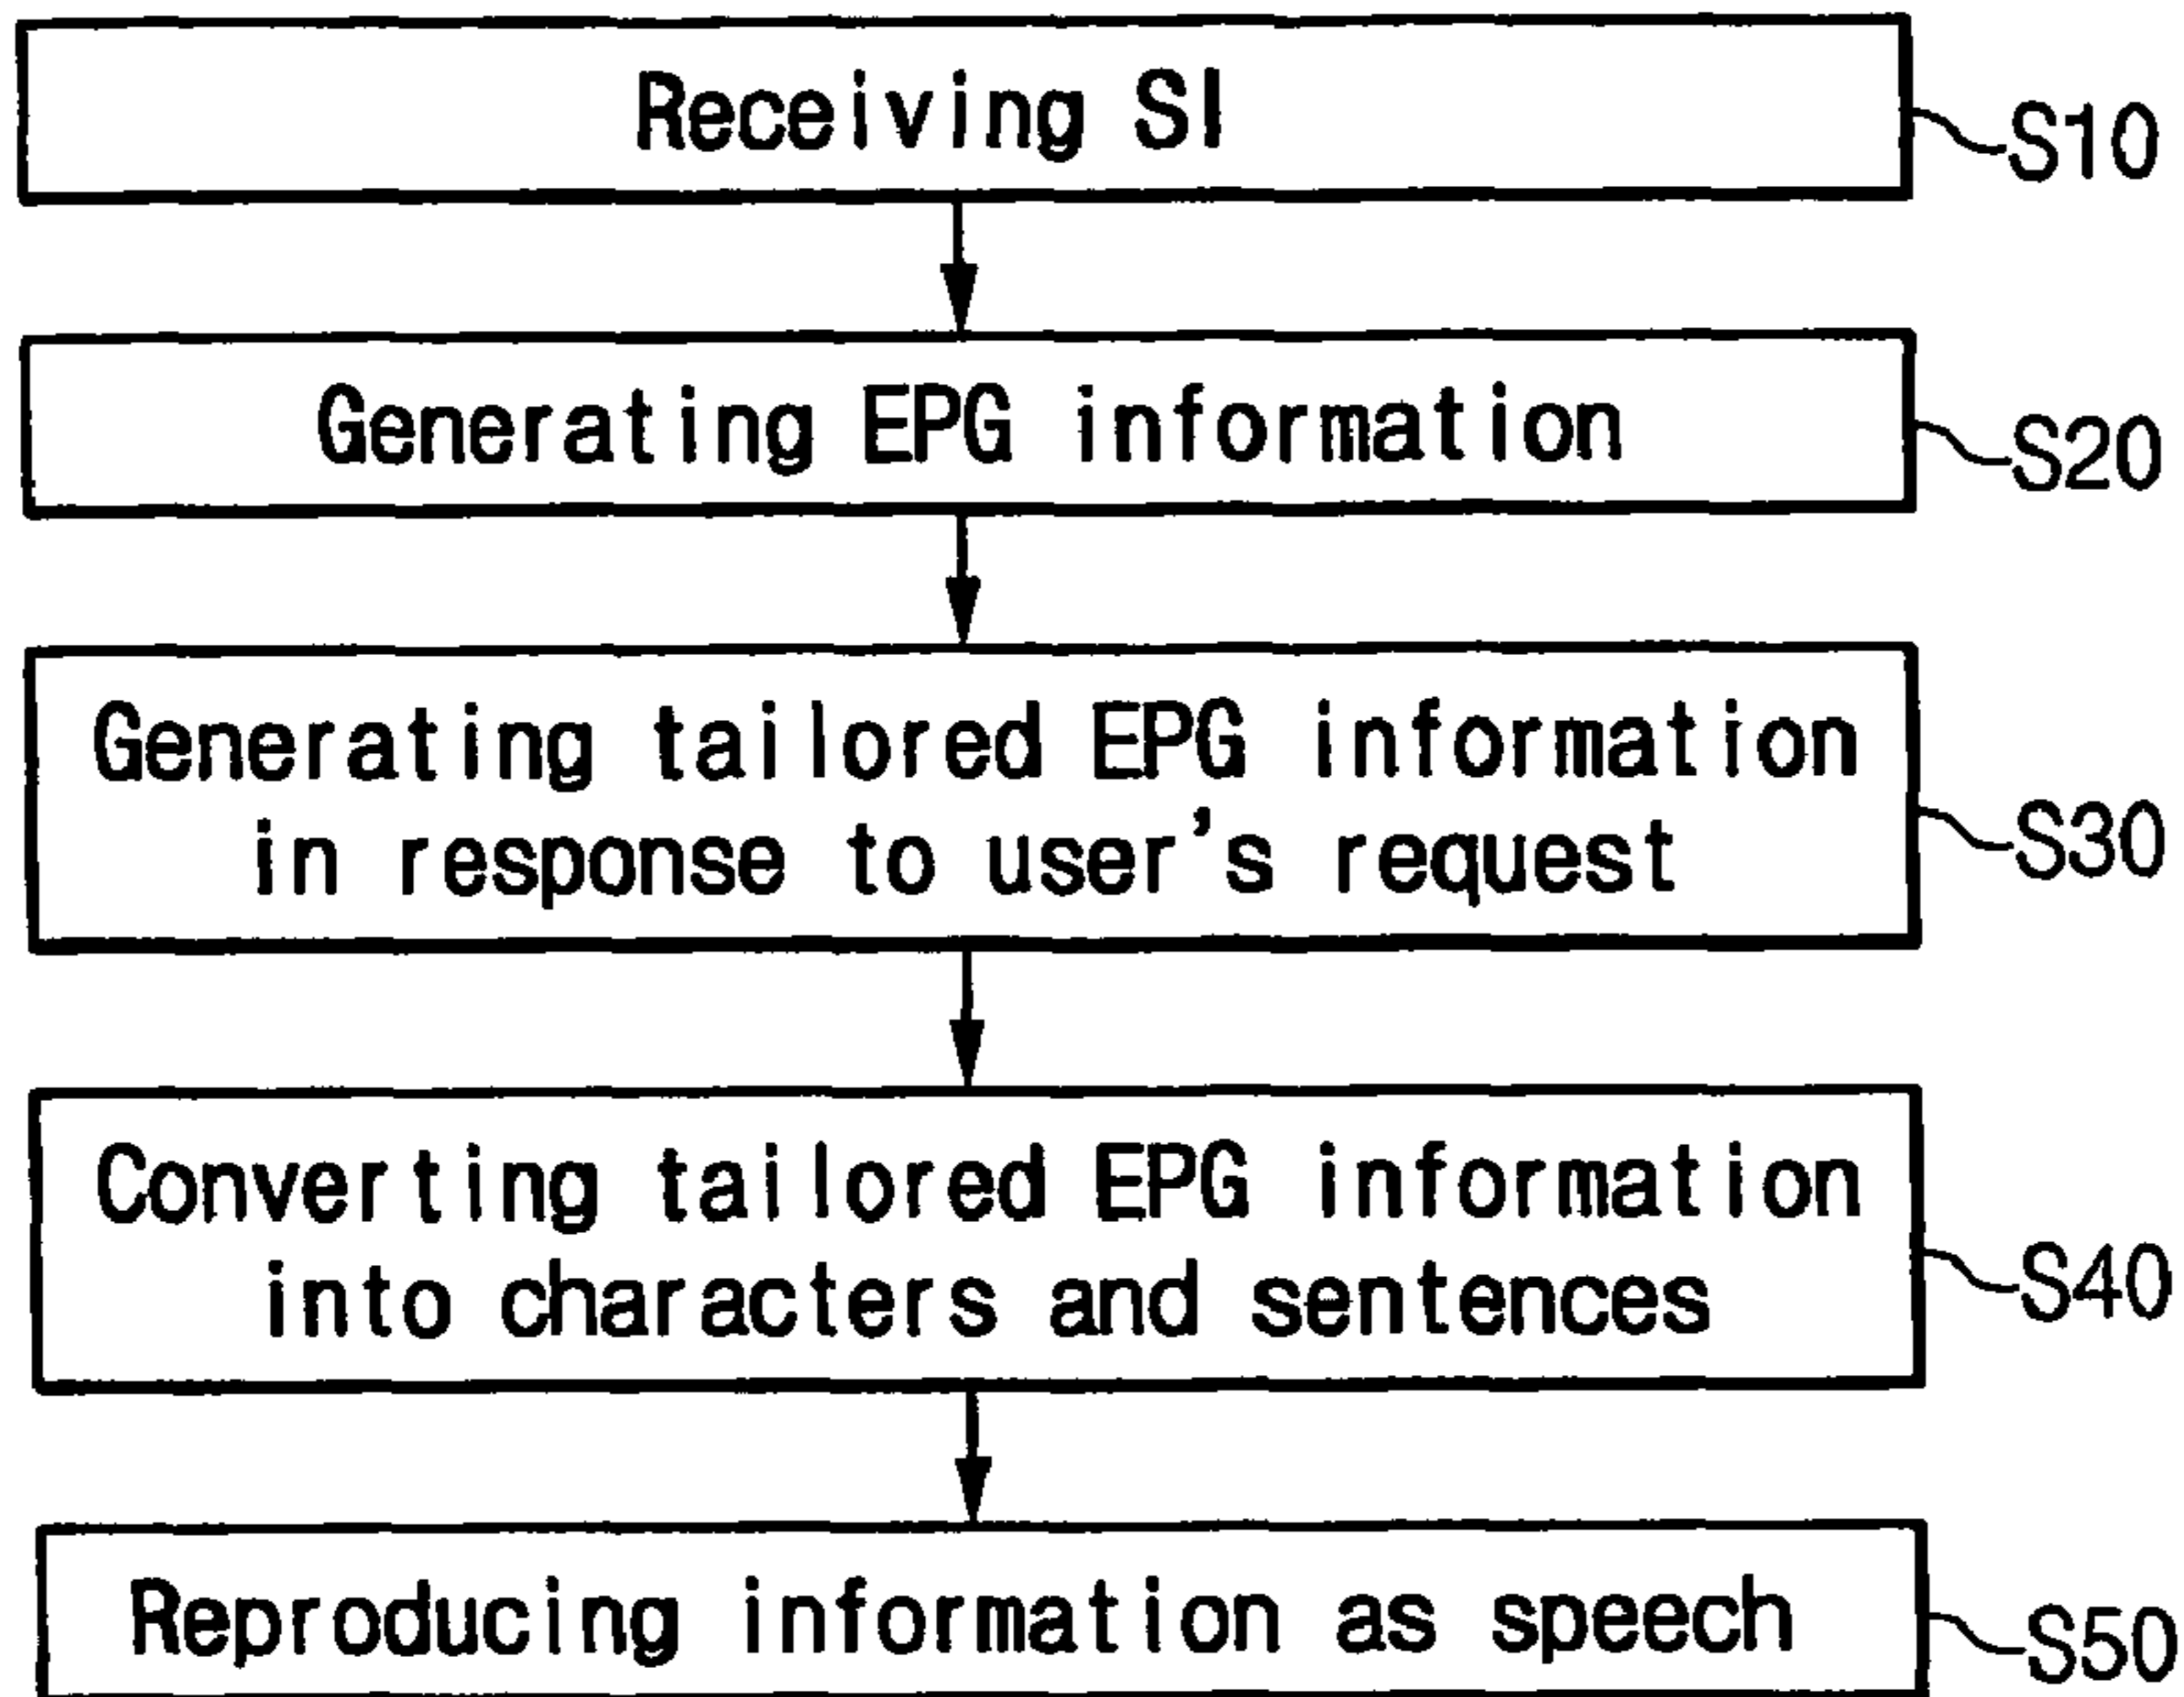 Receiving SI
S10
Generating EPG information
S20
Generating tailored EPG information
in response to user's request
S30
Converting tailored EPG information
into characters and sentences
S40
Reproducing information as speech
S50